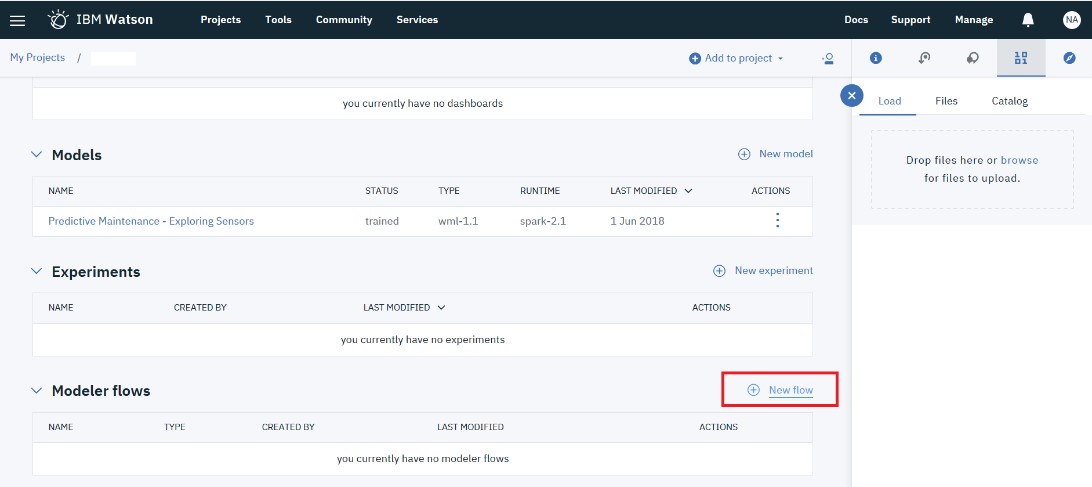 IBM Watson Projects Tools Community Services Docs Support Manage NA
My Projects / Add to project
Load Files Catalog
you currently have no dashboards
Drop files here or browse
for files to upload.
Models New model
NAME STATUS TYPE RUNTIME LAST MODIFIED ACTIONS
Predictive Maintenance - Exploring Sensors trained wml-1.1 spark-2.1 1 Jun 2018
Experiments New experiment
NAME CREATED BY LAST MODIFIED ACTIONS
you currently have no experiments
Modeler flows New flow
NAME TYPE CREATED BY LAST MODIFIED ACTIONS
you currently have no modeler flows